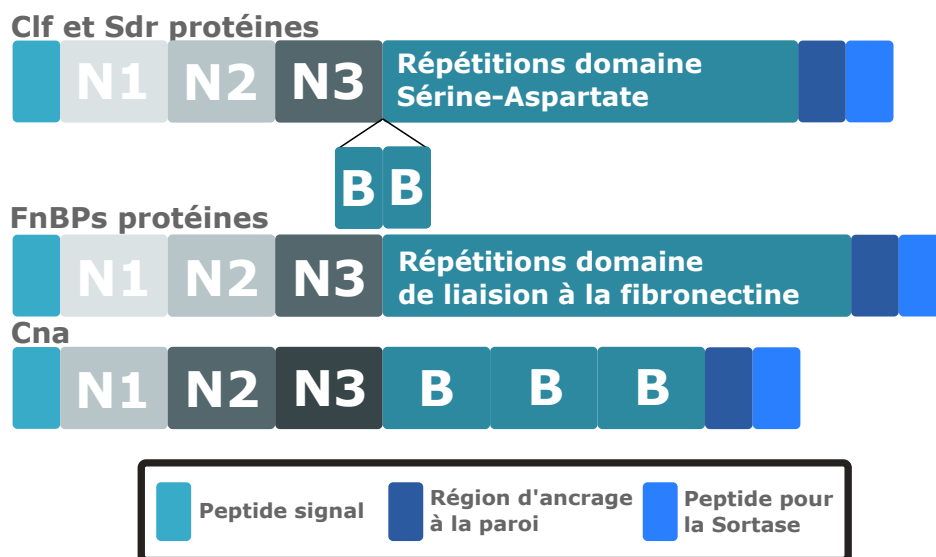 Clf et Sdr protéines
N1 N2 N3 Répétitions domaine
Sérine-Aspartate
B B
FnBPs protéines
N1 N2 N3 Répétitions domaine
de liaision à la fibronectine
Cna
N1 N2 N3 B B B
Peptide signal
Région d'ancrage
à la paroi
Peptide pour
la Sortase